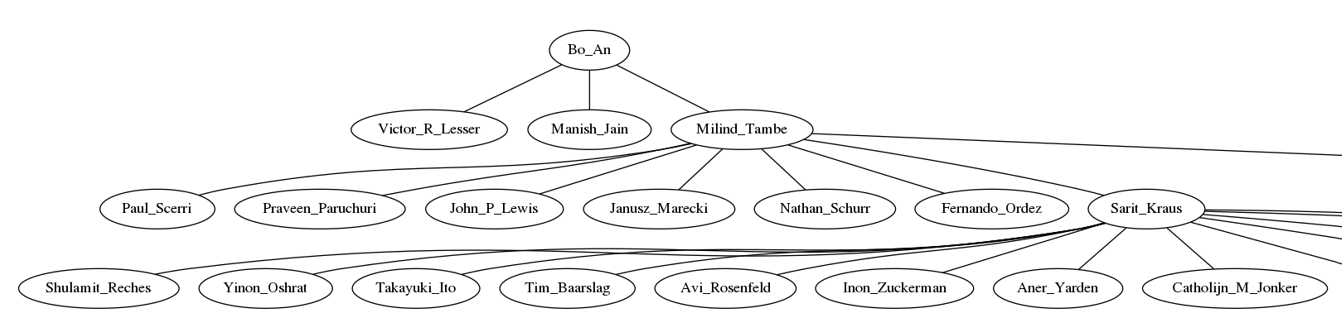 Bo_An
Victor_R_Lesser Manish_Jain Milind_Tambe
Paul_Scerri Praveen_Paruchuri John_P_Lewis Janusz_Marecki Nathan_Schurr Fernando_Ordez Sarit_Kraus
Shulamit_Reches Yinon_Oshrat Takayuki_Ito Tim_Baarslag Avi_Rosenfeld Inon_Zuckerman Aner_Yarden Catholijn_M_Jonker